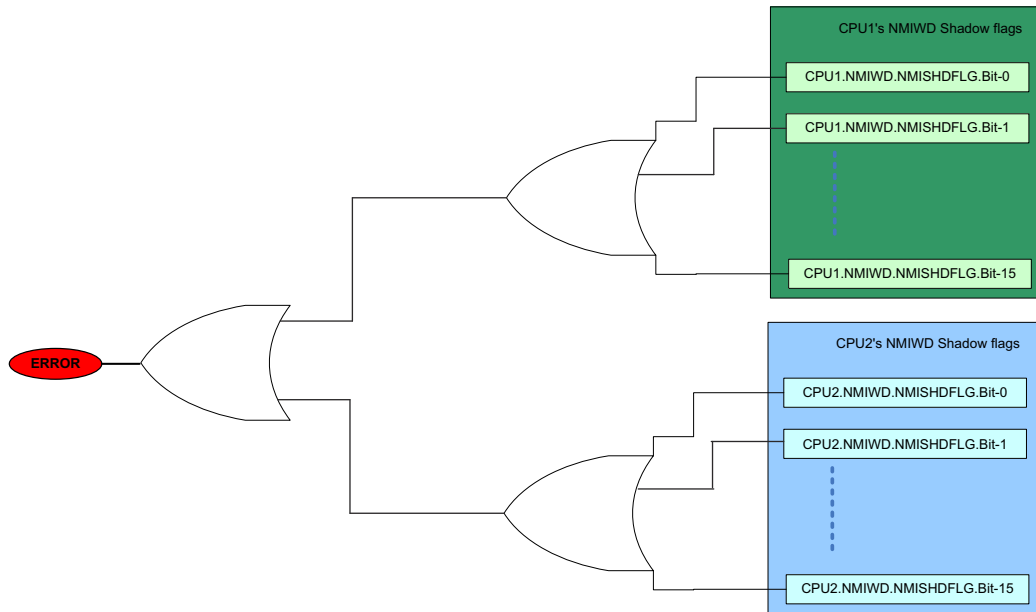 CPU1's NMIWD Shadow flags
CPU1.NMIWD.NMISHDFLG.Bit-0
CPU1.NMIWD.NMISHDFLG.Bit-1
CPU1.NMIWD.NMISHDFLG.Bit-15
ERROR
CPU2's NMIWD Shadow flags
CPU2.NMIWD.NMISHDFLG.Bit-0
CPU2.NMIWD.NMISHDFLG.Bit-1
CPU2.NMIWD.NMISHDFLG.Bit-15